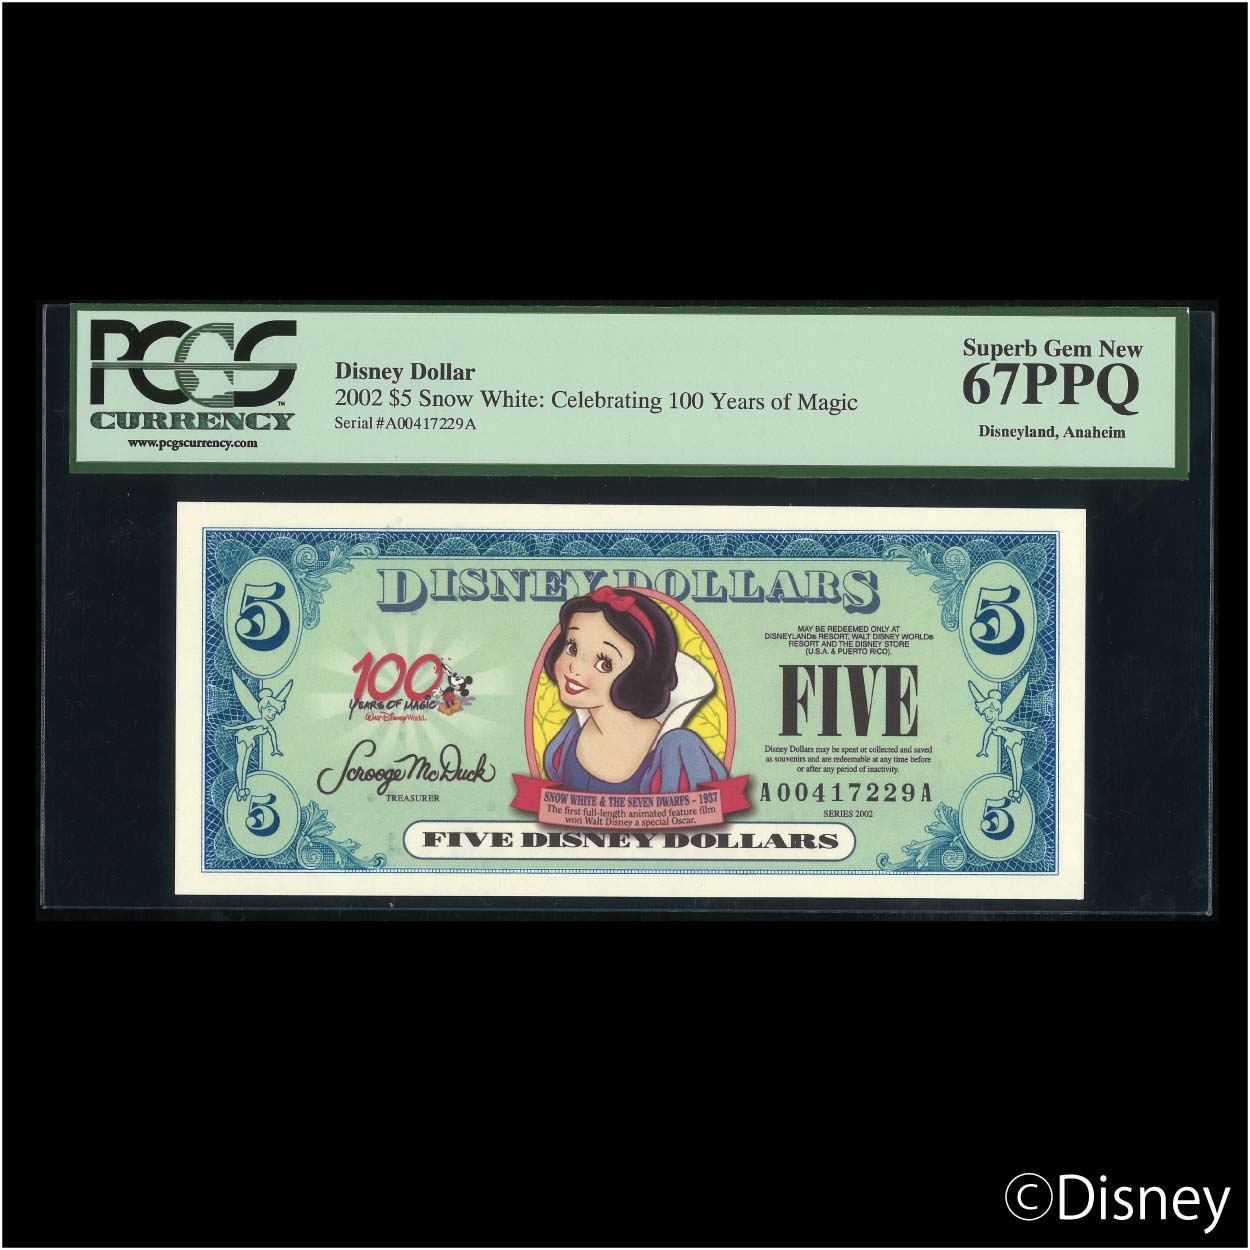 PCGS
CURRENCY™
www.pcgscurrency.com
Disney Dollar
2002 $5 Snow White: Celebrating 100 Years of Magic
Serial #A00417229A
Superb Gem New
67PPQ
Disneyland, Anaheim
DISNEY DOLLARS
5
5
MAY BE REDEEMED ONLY AT
DISNEYLAND® RESORT, WALT DISNEY WORLD®
RESORT AND THE DISNEY STORE
(U.S.A. & PUERTO RICO).
100
YEARS OF MAGIC
Walt Disney World.
FIVE
Scrooge McDuck
TREASURER
Disney Dollars may be spent or collected and saved
as souvenirs and are redeemable at any time before
or after any period of inactivity.
A00417229A
SERIES 2002
SNOW WHITE & THE SEVEN DWARFS – 1937
The first full-length animated feature film
won Walt Disney a special Oscar.
5
5
FIVE DISNEY DOLLARS
©Disney